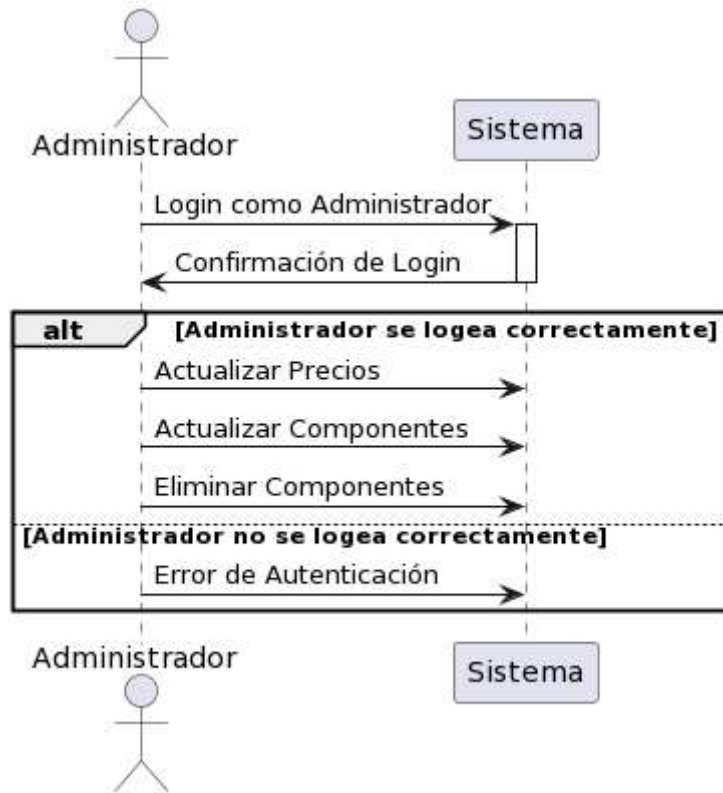 Administrador
Sistema
Login como Administrador
Confirmación de Login
alt
[Administrador se logea correctamente]
Actualizar Precios
Actualizar Componentes
Eliminar Componentes
[Administrador no se logea correctamente]
Error de Autenticación
Administrador
Sistema